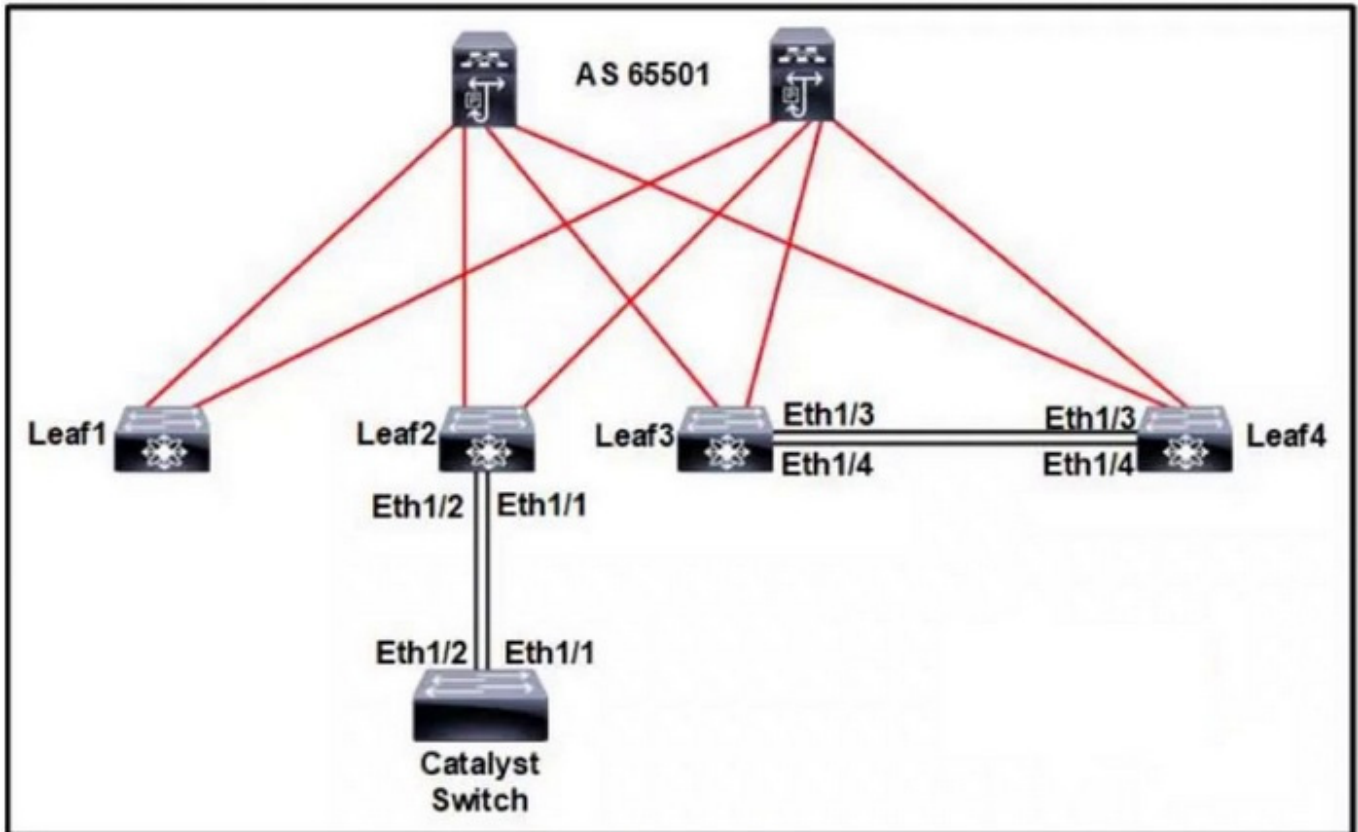 AS 65501
Leaf1
Leaf2
Leaf3
Eth1/3
Eth1/3
Leaf4
Eth1/4
Eth1/4
Eth1/2
Eth1/1
Eth1/2
Eth1/1
Catalyst
Switch